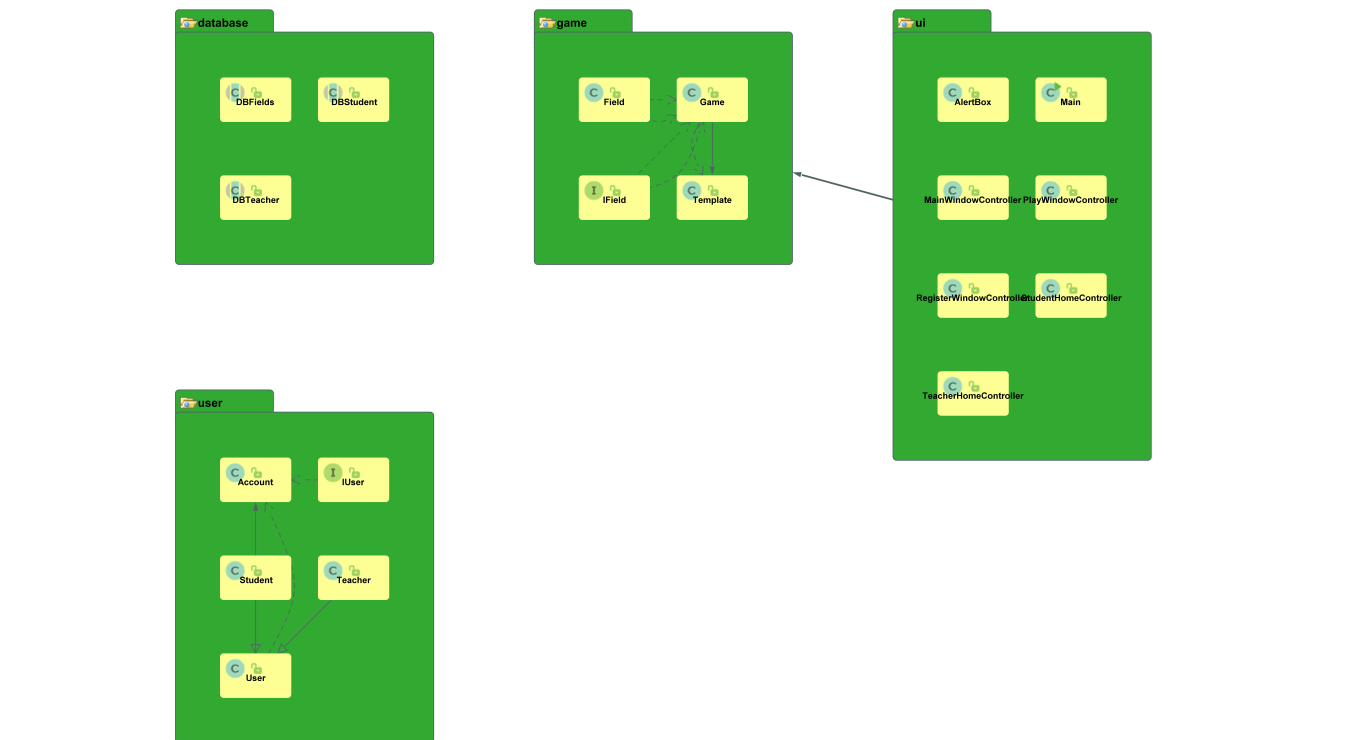 database
DBFields
DBStudent
DBTeacher
game
Field
Game
IField
Template
ui
AlertBox
Main
MainWindowController
PlayWindowController
RegisterWindowController
StudentHomeController
TeacherHomeController
user
Account
IUser
Student
Teacher
User